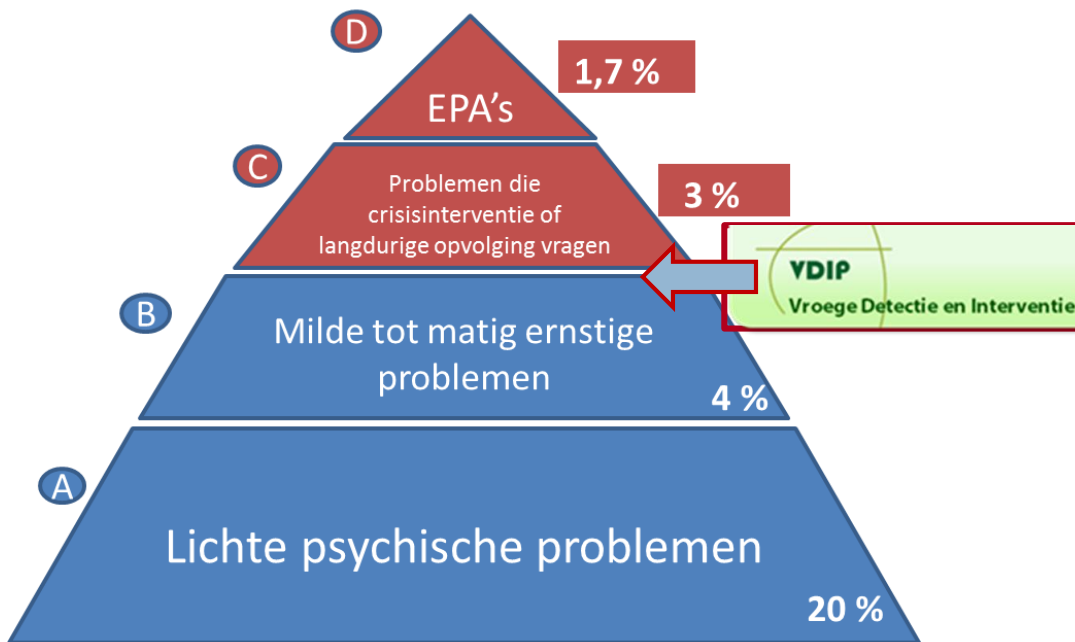 D
1,7 %
EPA's
C
Problemen die
crisisinterventie of
langdurige opvolging vragen
3 %
VDIP
Vroege Detectie en Interventie
B
Milde tot matig ernstige
problemen
4 %
A
Lichte psychische problemen
20 %